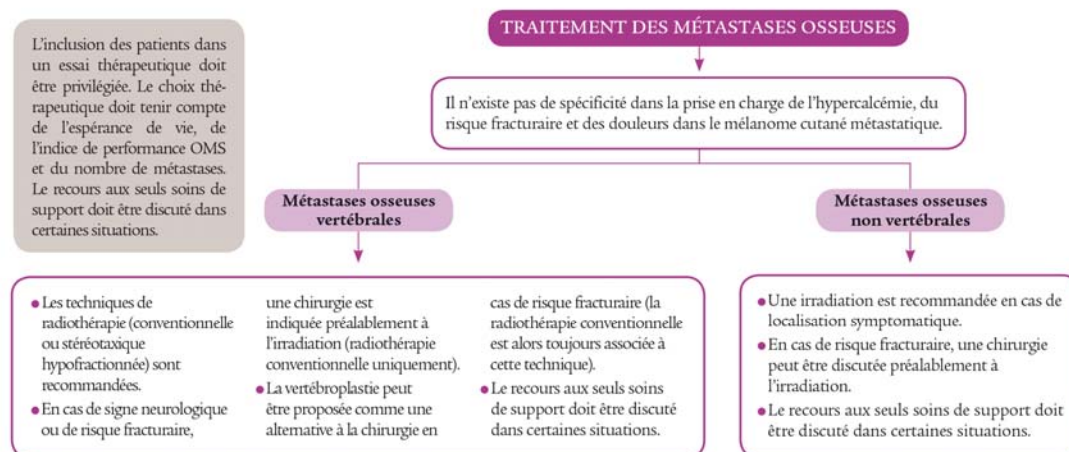 L'inclusion des patients dans
un essai thérapeutique doit
être privilégiée. Le choix thé-
rapeutique doit tenir compte
de l'espérance de vie, de
l'indice de performance OMS
et du nombre de métastases.
Le recours aux seuls soins de
support doit être discuté dans
certaines situations.
TRAITEMENT DES MÉTASTASES OSSEUSES
Il n'existe pas de spécificité dans la prise en charge de l'hypercalcémie, du
risque fracturaire et des douleurs dans le mélanome cutané métastatique.
Métastases osseuses
vertébrales
• Les techniques de
radiothérapie (conventionnelle
ou stéréotaxique
hypofractionnée) sont
recommandées.
• En cas de signe neurologique
ou de risque fracturaire,
une chirurgie est
indiquée préalablement à
l'irradiation (radiothérapie
conventionnelle uniquement).
• La vertébroplastie peut
être proposée comme une
alternative à la chirurgie en
cas de risque fracturaire (la
radiothérapie conventionnelle
est alors toujours associée à
cette technique).
• Le recours aux seuls soins
de support doit être discuté
dans certaines situations.
Métastases osseuses
non vertébrales
• Une irradiation est recommandée en cas de
localisation symptomatique.
• En cas de risque fracturaire, une chirurgie
peut être discutée préalablement à
l'irradiation.
• Le recours aux seuls soins de support doit
être discuté dans certaines situations.